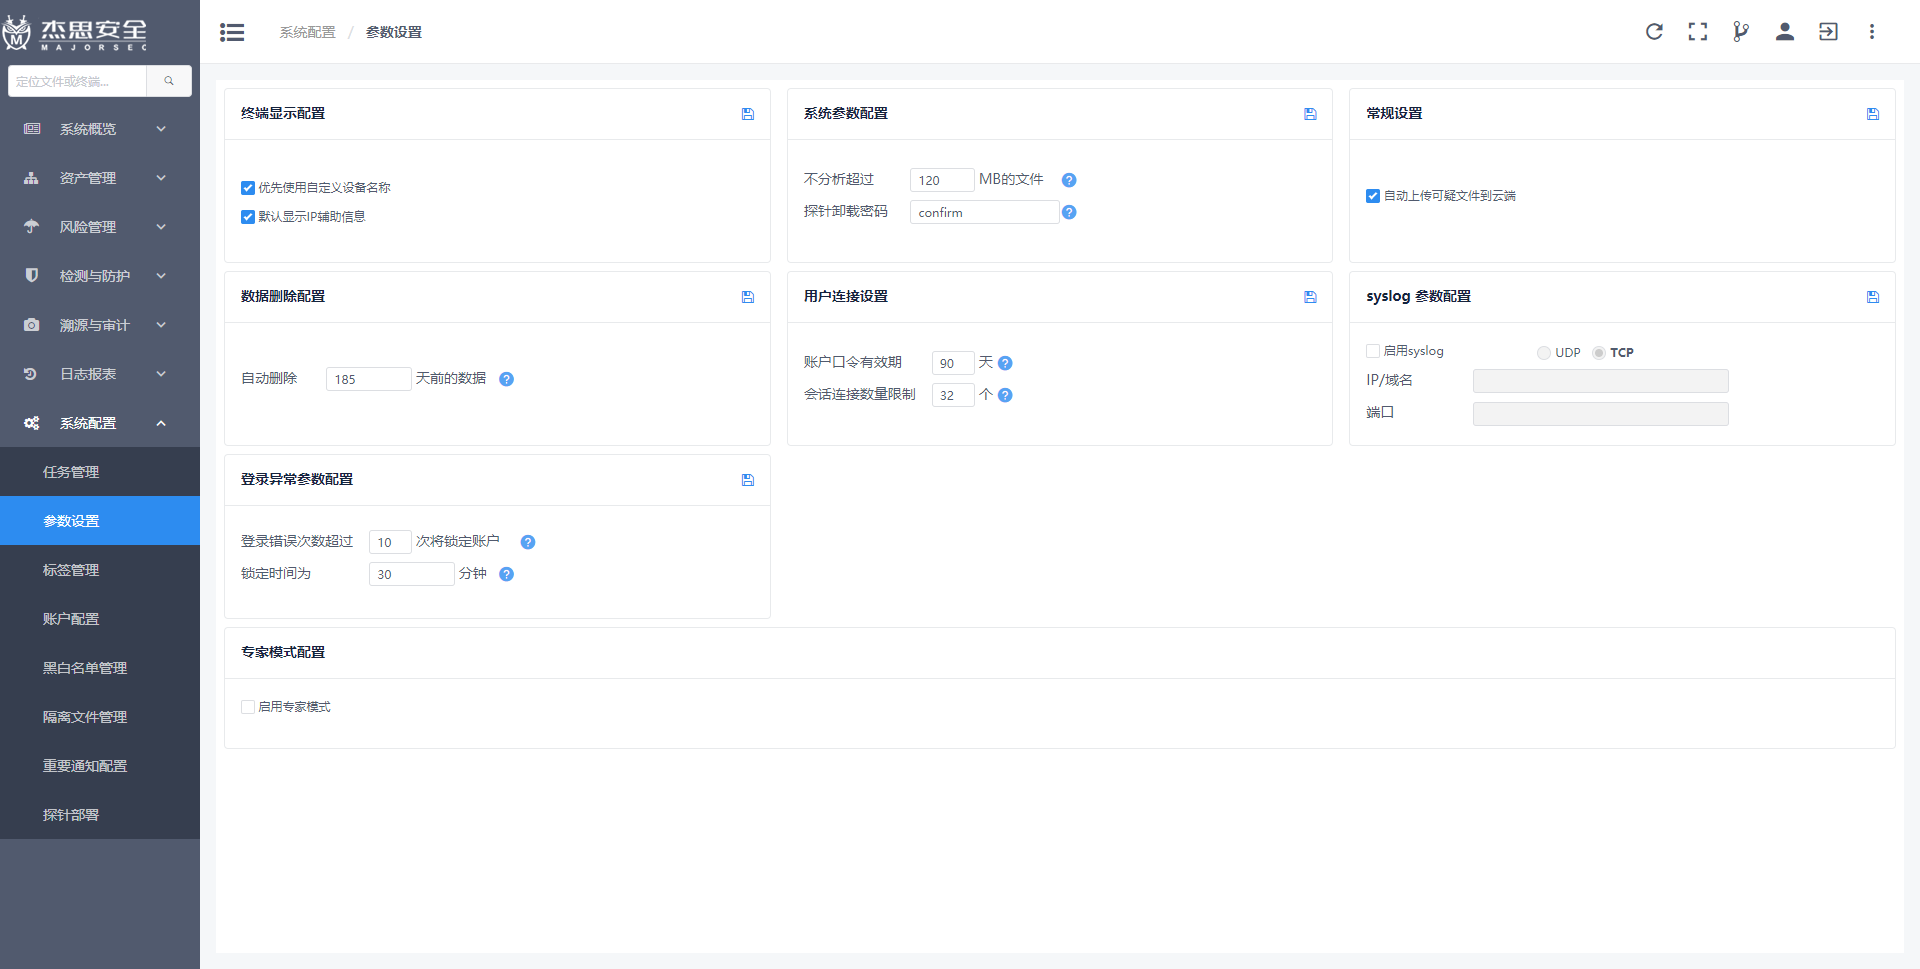 杰思安全
MAJORSEC
定位文件或终端...
系统概览
资产管理
风险管理
检测与防护
溯源与审计
日志报表
系统配置
任务管理
参数设置
标签管理
账户配置
黑白名单管理
隔离文件管理
重要通知配置
探针部署
系统配置 / 参数设置
终端显示配置
优先使用自定义设备名称
默认显示IP辅助信息
系统参数配置
不分析超过 120 MB的文件 ?
探针卸载密码 confirm ?
常规设置
自动上传可疑文件到云端
数据删除配置
自动删除 185 天前的数据 ?
用户连接设置
账户口令有效期 90 天 ?
会话连接数量限制 32 个 ?
syslog 参数配置
启用syslog UDP TCP
IP/域名
端口
登录异常参数配置
登录错误次数超过 10 次将锁定账户 ?
锁定时间为 30 分钟 ?
专家模式配置
启用专家模式